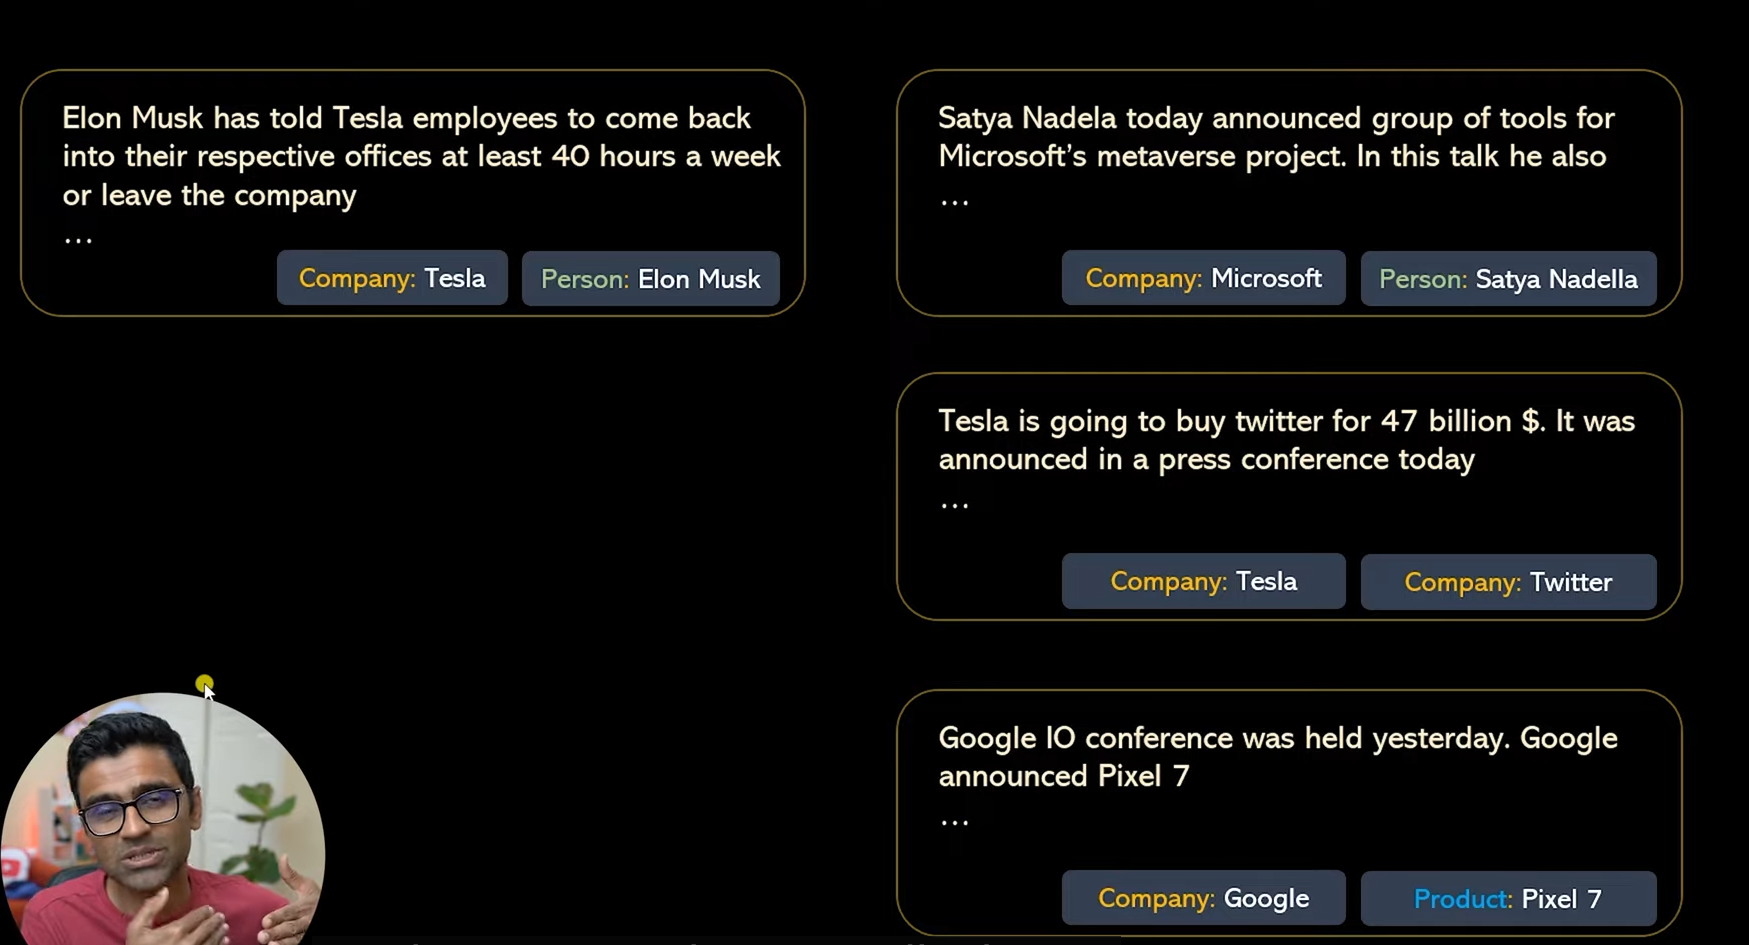 Elon Musk has told Tesla employees to come back
into their respective offices at least 40 hours a week
or leave the company
...
Company: Tesla
Person: Elon Musk
Satya Nadela today announced group of tools for
Microsoft's metaverse project. In this talk he also
...
Company: Microsoft
Person: Satya Nadella
Tesla is going to buy twitter for 47 billion $. It was
announced in a press conference today
...
Company: Tesla
Company: Twitter
Google IO conference was held yesterday. Google
announced Pixel 7
...
Company: Google
Product: Pixel 7